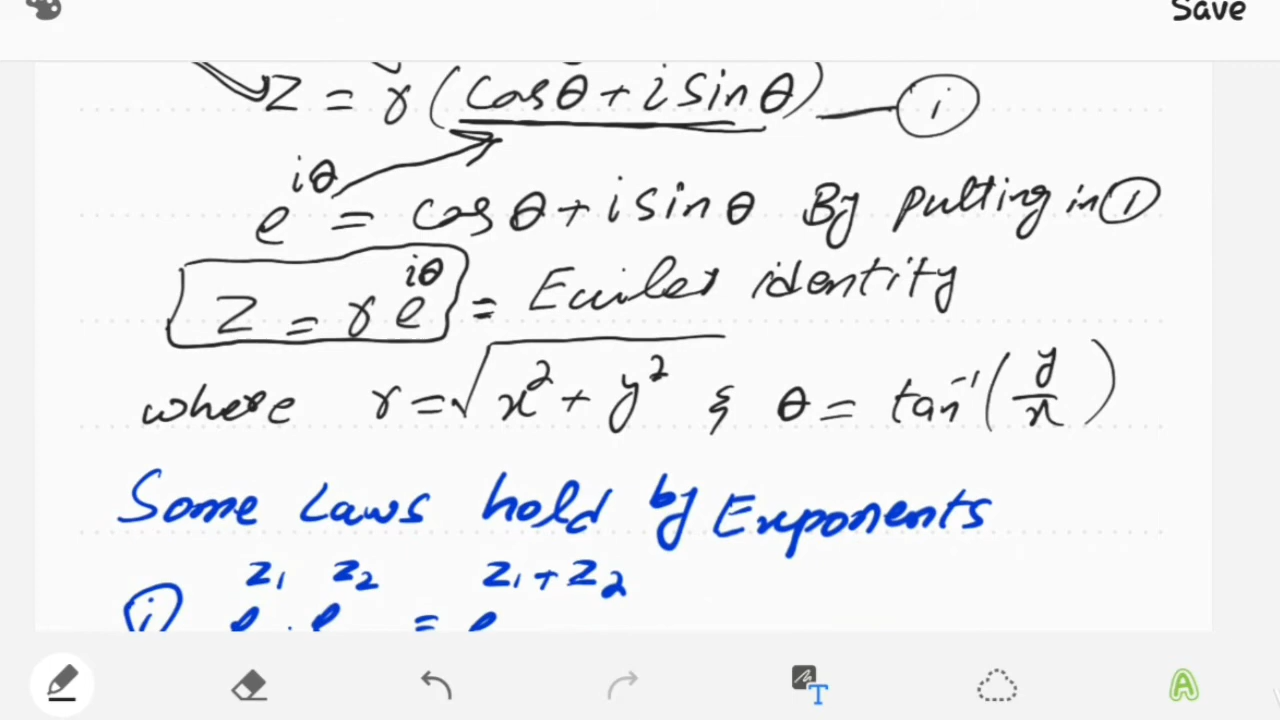 Save
z = r (cosθ + i sinθ) — ①
e^{iθ} = cosθ + i sinθ By putting in ①
z = r e^{iθ} = Euiler identity
where r = √(x² + y²) & θ = tan⁻¹(y/x)
Some Laws hold by Exponents
(i) e^{z₁} . e^{z₂} = e^{z₁+z₂}
T
A